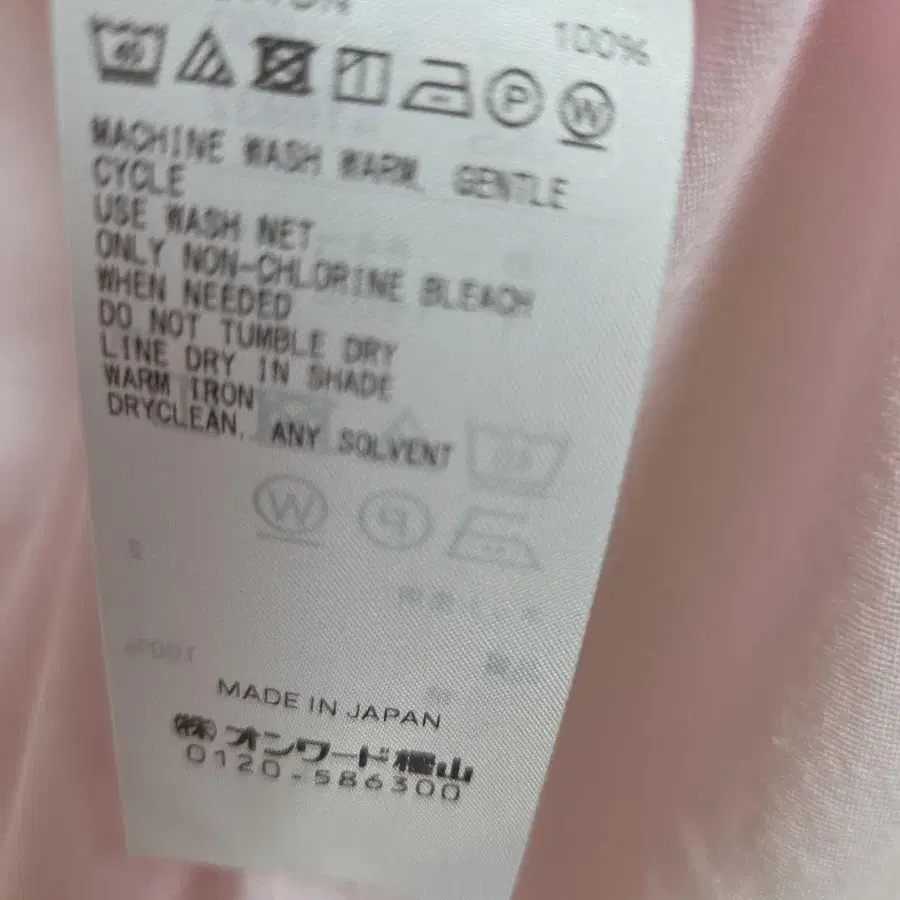 100%
40
P
W
MACHINE WASH WARM, GENTLE
CYCLE
USE WASH NET
ONLY NON-CHLORINE BLEACH
WHEN NEEDED
DO NOT TUMBLE DRY
LINE DRY IN SHADE
WARM IRON
DRYCLEAN, ANY SOLVENT
MADE IN JAPAN
㈱オンワード樫山
0120-586300